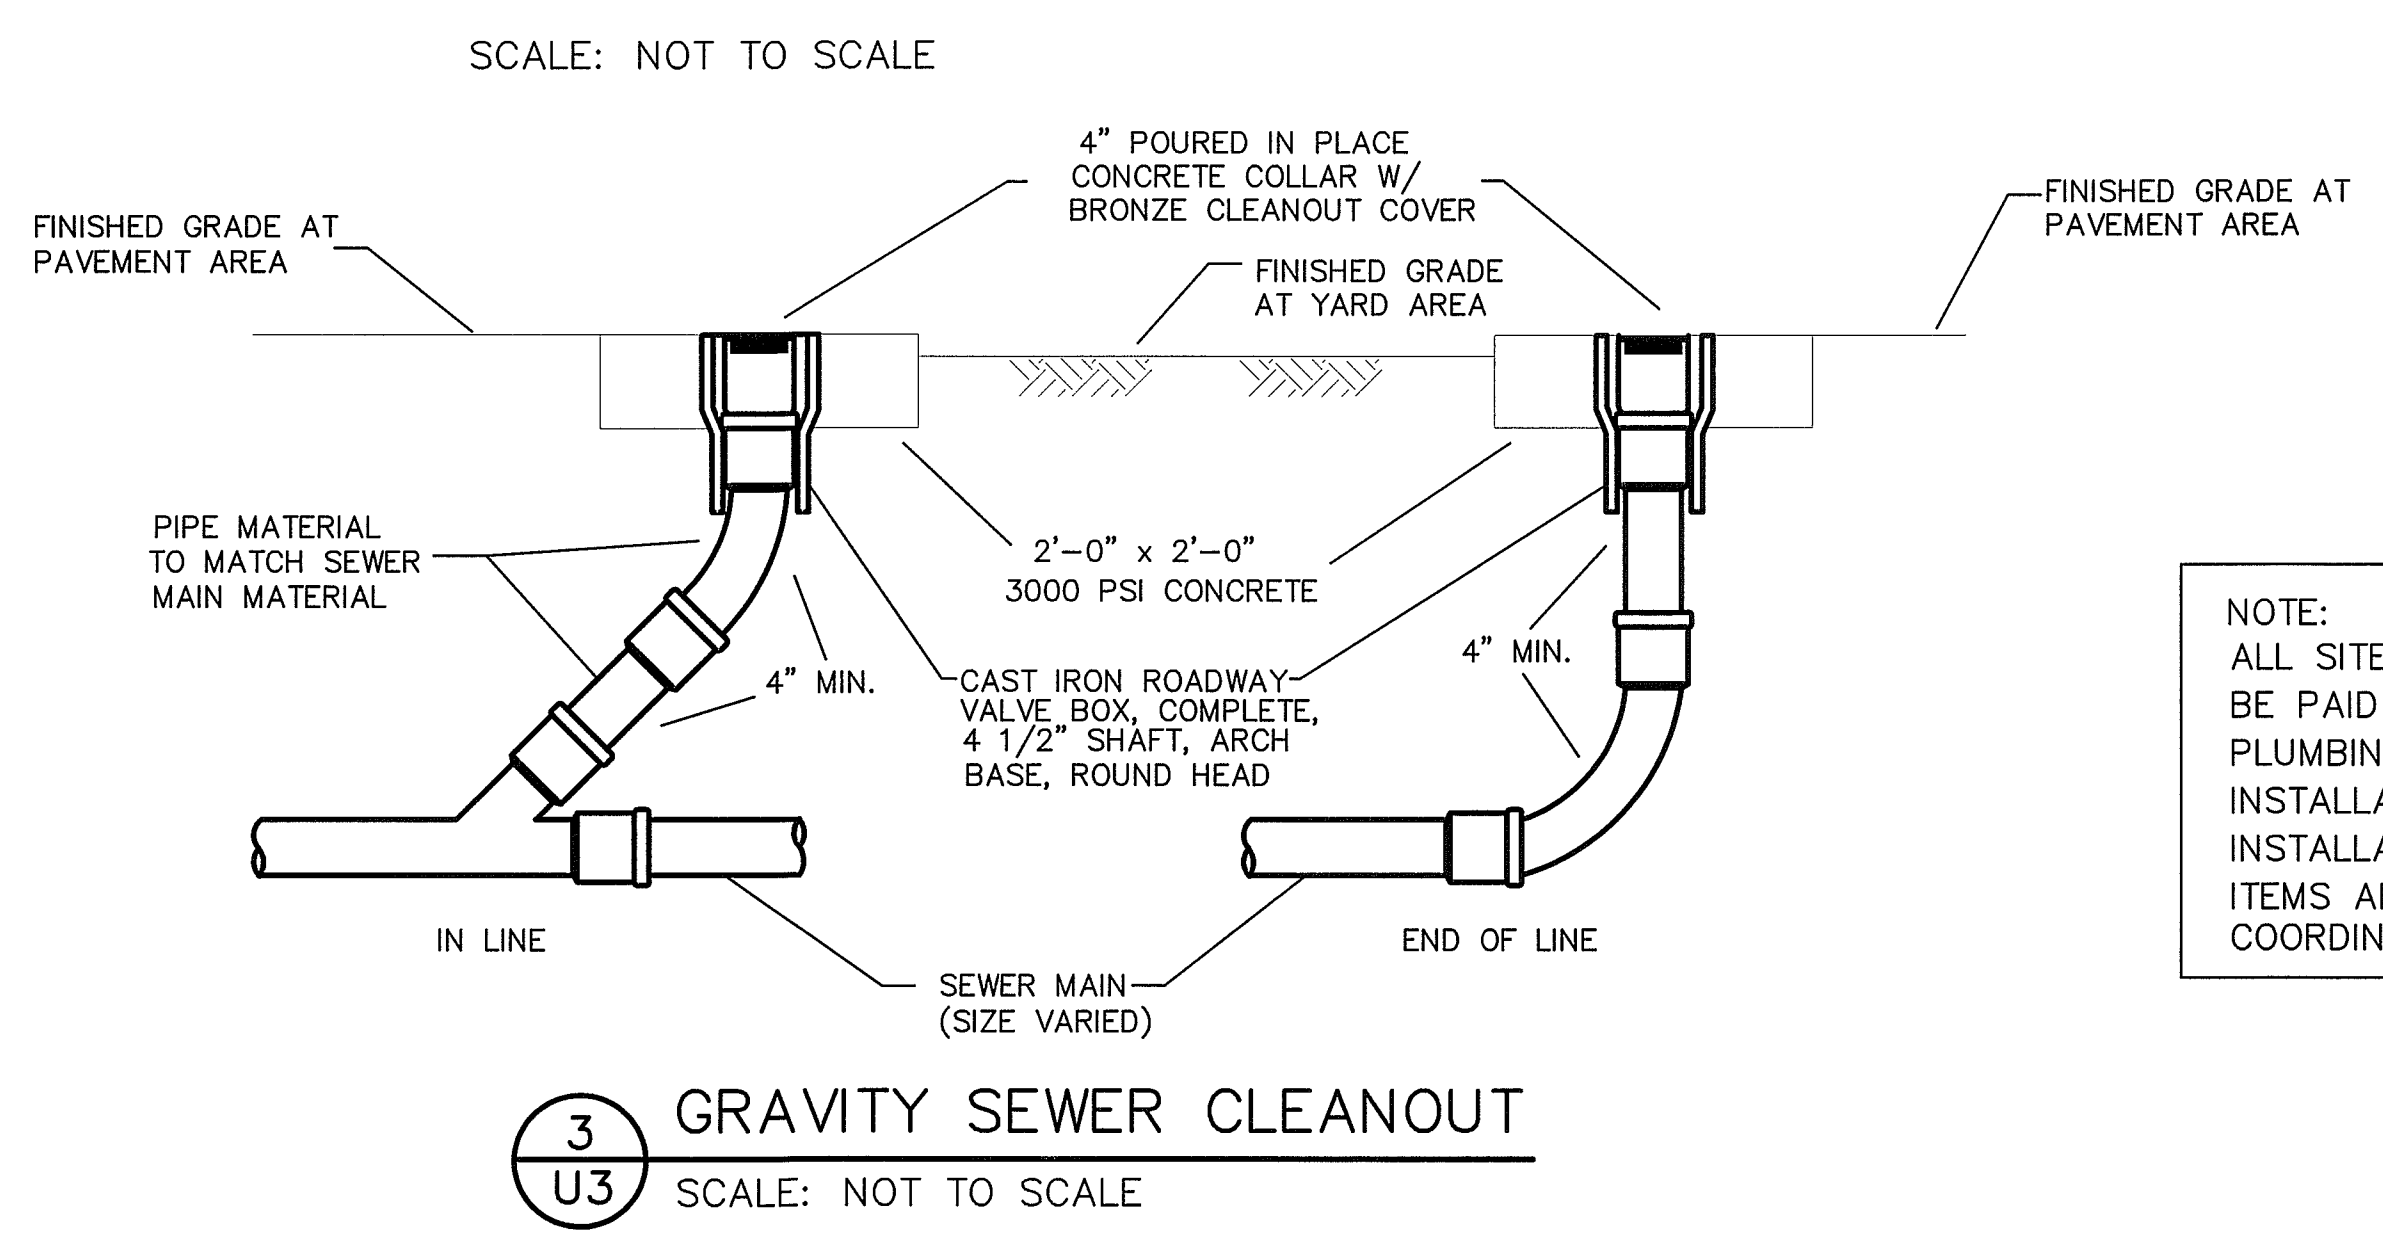 SCALE: NOT TO SCALE
4” POURED IN PLACE
CONCRETE COLLAR W/
BRONZE CLEANOUT COVER
FINISHED GRADE AT
PAVEMENT AREA
FINISHED GRADE AT
PAVEMENT AREA
FINISHED GRADE
AT YARD AREA
PIPE MATERIAL
TO MATCH SEWER
MAIN MATERIAL
2’-0” x 2’-0”
3000 PSI CONCRETE
4” MIN.
4” MIN.
CAST IRON ROADWAY
VALVE BOX, COMPLETE,
4 1/2” SHAFT, ARCH
BASE, ROUND HEAD
IN LINE
END OF LINE
SEWER MAIN
(SIZE VARIED)
NOTE:
ALL SITE
BE PAID
PLUMBIN
INSTALLA
INSTALLA
ITEMS A
COORDIN
3
U3
GRAVITY SEWER CLEANOUT
SCALE: NOT TO SCALE